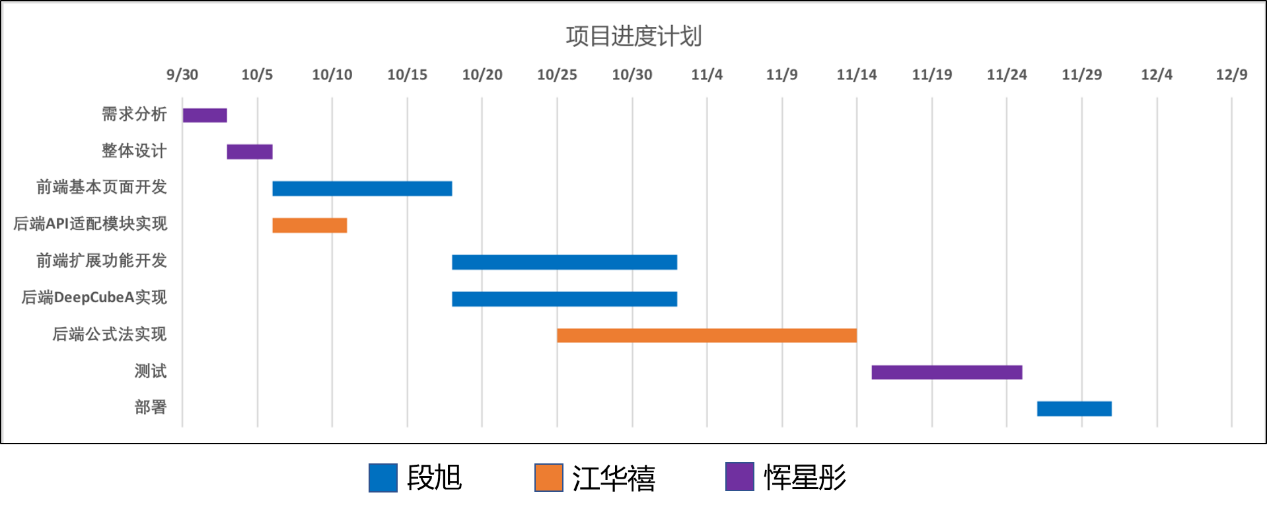 项目进度计划
9/30 10/5 10/10 10/15 10/20 10/25 10/30 11/4 11/9 11/14 11/19 11/24 11/29 12/4 12/9
需求分析
整体设计
前端基本页面开发
后端API适配模块实现
前端扩展功能开发
后端DeepCubeA实现
后端公式法实现
测试
部署
段旭 江华禧 恽星彤